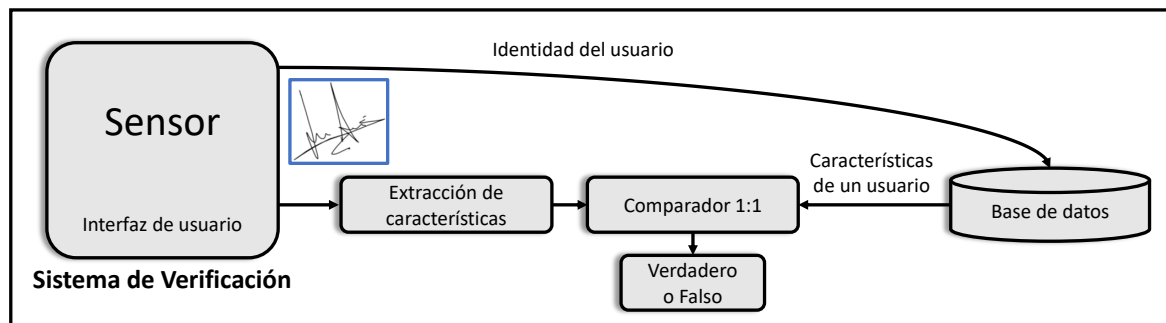 Identidad del usuario
Sensor
Interfaz de usuario
Extracción de
características
Comparador 1:1
Características
de un usuario
Base de datos
Verdadero
o Falso
Sistema de Verificación